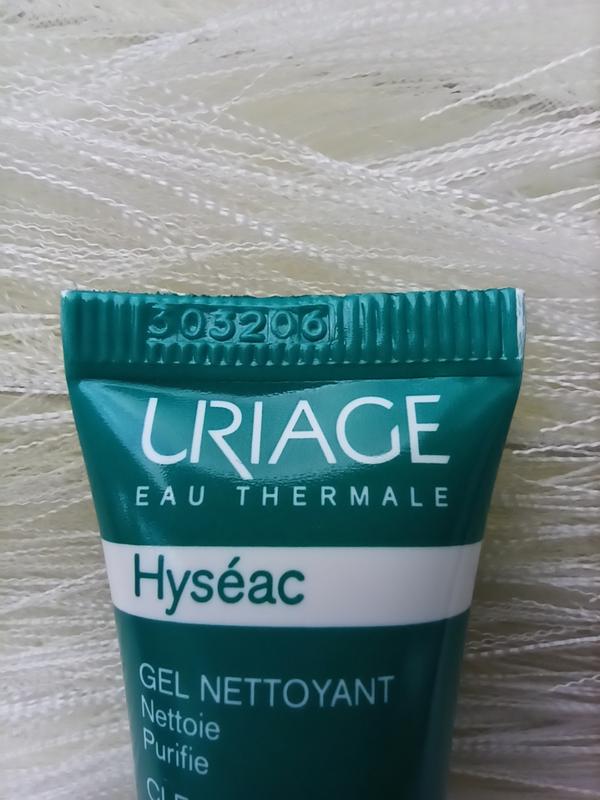 303206
URIAGE
EAU THERMALE
Hyséac
GEL NETTOYANT
Nettoie
Purifie